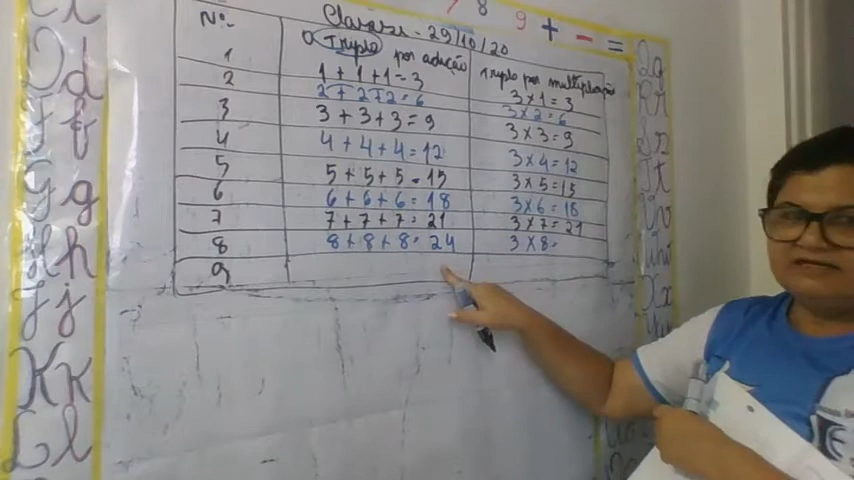 8 9 + - =
Nº- 29/10/20
O Triplo por adição Triplo por multiplicação
1 1 + 1 + 1 = 3 3 x 1 = 3
2 2 + 2 + 2 = 6 3 x 2 = 6
3 3 + 3 + 3 = 9 3 x 3 = 9
4 4 + 4 + 4 = 12 3 x 4 = 12
5 5 + 5 + 5 = 15 3 x 5 = 15
6 6 + 6 + 6 = 18 3 x 6 = 18
7 7 + 7 + 7 = 21 3 x 7 = 21
8 8 + 8 + 8 = 24 3 x 8 =
9
D d
F f
G g
H h
J j
K k
L l
Q q
R r
S s
T t
U u
V v
X x